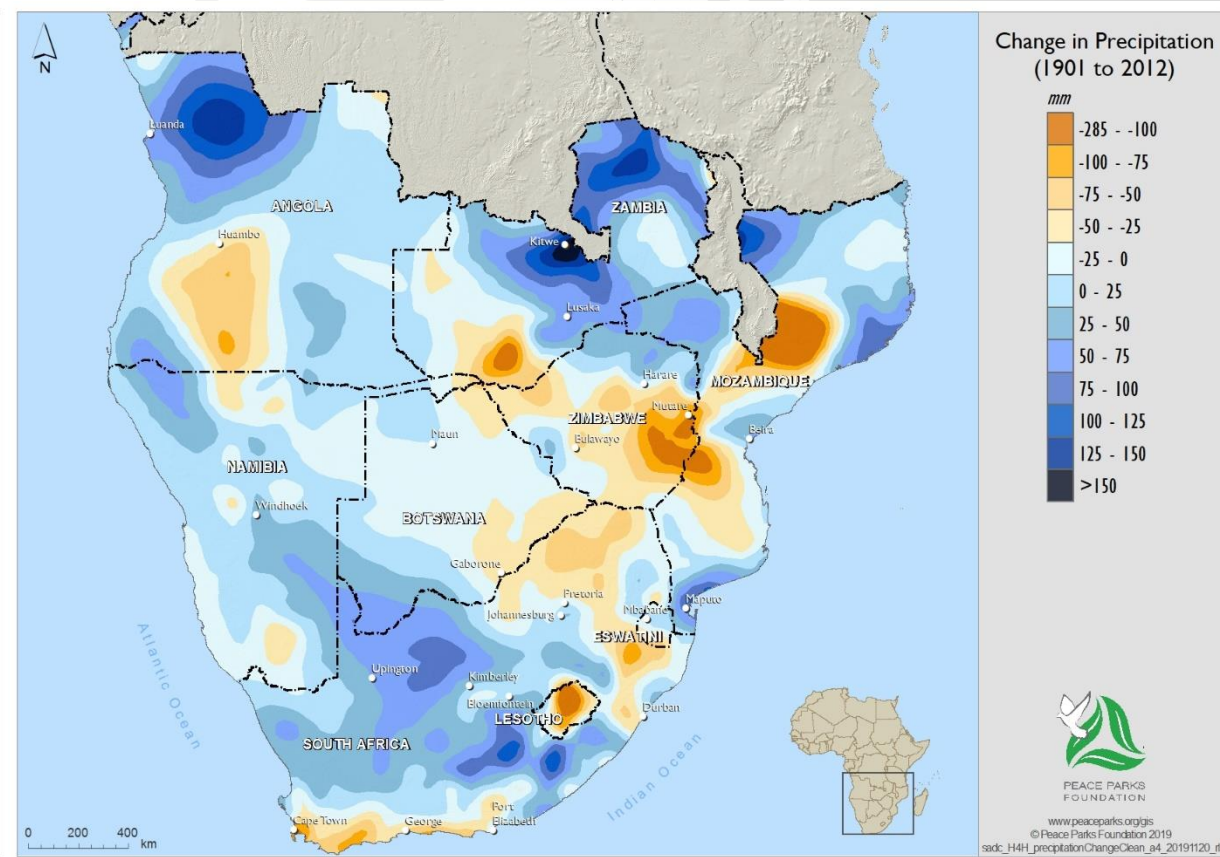 N
Change in Precipitation
(1901 to 2012)
mm
-285 - -100
-100 - -75
-75 - -50
-50 - -25
-25 - 0
0 - 25
25 - 50
50 - 75
75 - 100
100 - 125
125 - 150
>150
Luanda
ANGOLA
ZAMBIA
Huambo
Kitwe
Lusaka
Harare
MOZAMBIQUE
Mutare
ZIMBABWE
Maun
Bulawayo
Beira
NAMIBIA
Windhoek
BOTSWANA
Gaborone
Pretoria
Johannesburg
Mbabane
Maputo
ESWATINI
Atlantic Ocean
Upington
Kimberley
Bloemfontein
LESOTHO
Durban
SOUTH AFRICA
Indian Ocean
Port
Elizabeth
Cape Town
George
0 200 400
km
PEACE PARKS
FOUNDATION
www.peaceparks.org/gis
© Peace Parks Foundation 2019